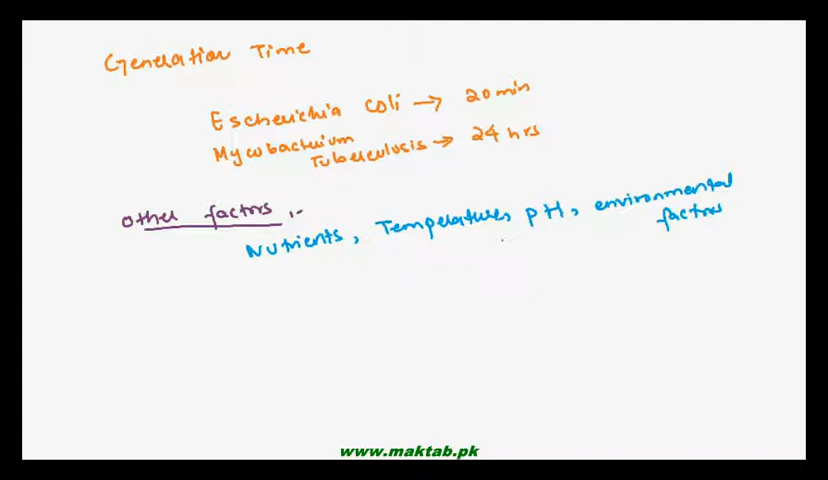 Generation Time
Escherichia coli → 20 min
Mycobacterium
Tuberculosis → 24 hrs
Other factors :-
Nutrients, Temperature, pH, environmental
factors
www.maktab.pk